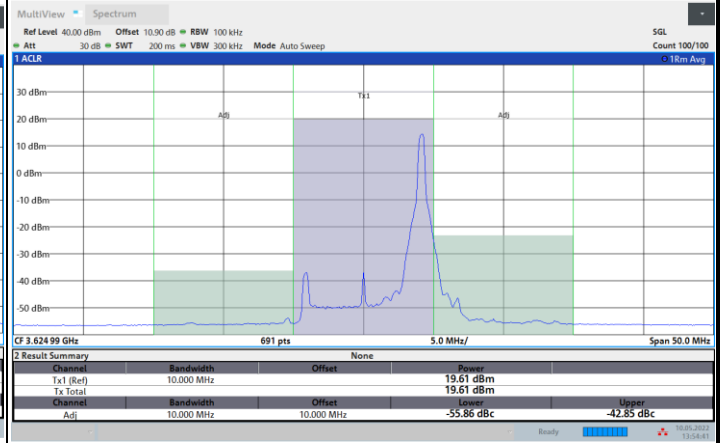 MultiView Spectrum
Ref Level 40.00 dBm Offset 10.90 dB RBW 100 kHz SGL
Att 30 dB SWT 200 ms VBW 300 kHz Mode Auto Sweep Count 100/100
1 ACLR 1Rm Avg
30 dBm
Tx1
20 dBm
Adj Adj
10 dBm
0 dBm
-10 dBm
-20 dBm
-30 dBm
-40 dBm
-50 dBm
CF 3.624 99 GHz 691 pts 5.0 MHz/ Span 50.0 MHz
2 Result Summary None
Channel Bandwidth Offset Power
Tx1 (Ref) 10.000 MHz 19.61 dBm
Tx Total 19.61 dBm
Channel Bandwidth Offset Lower Upper
Adj 10.000 MHz 10.000 MHz -55.86 dBc -42.85 dBc
Ready 10.05.2022
13:54:41